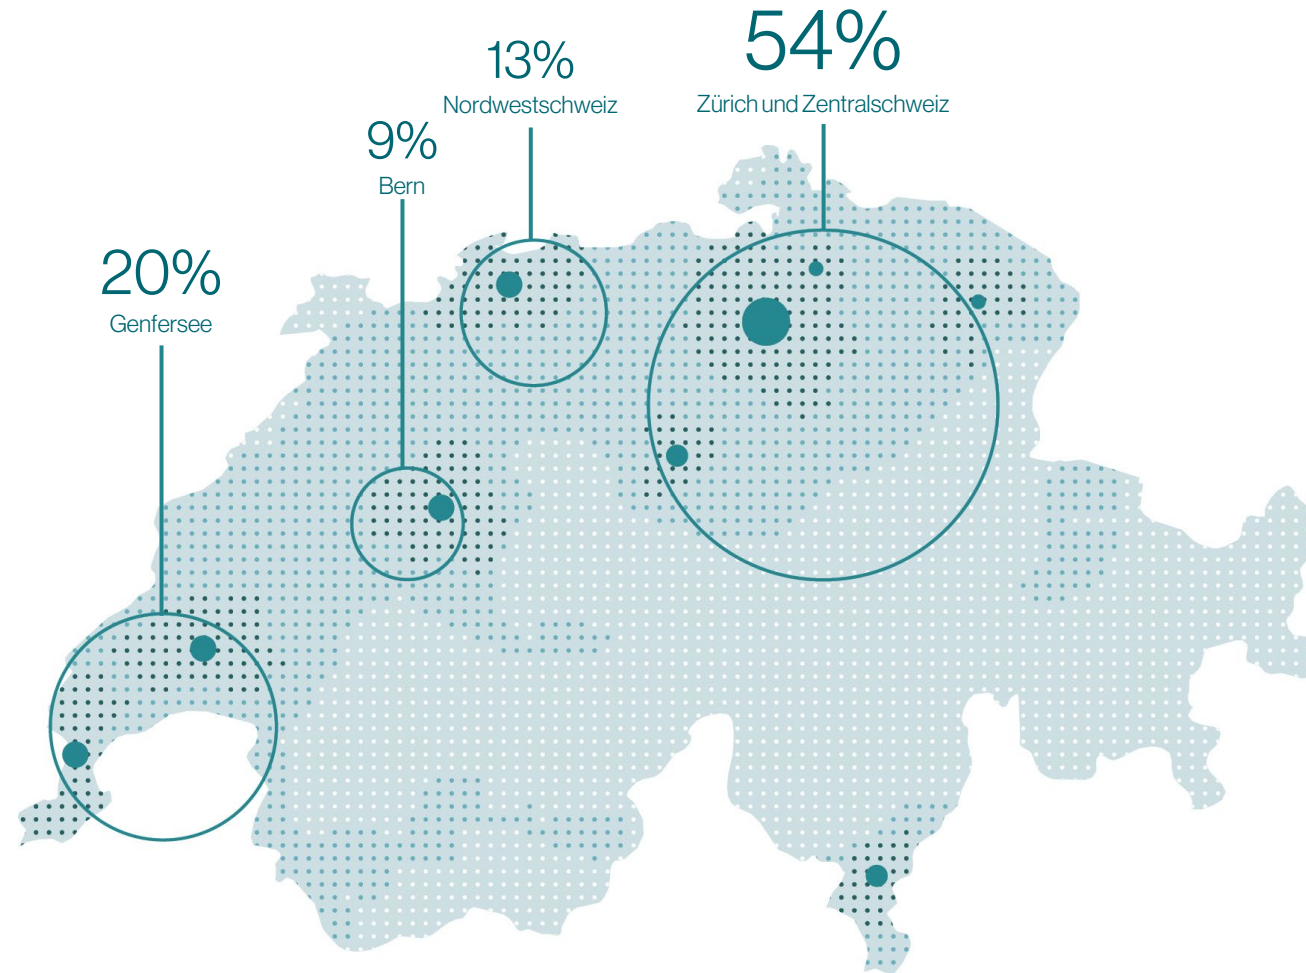 54%
Zürich und Zentralschweiz
13%
Nordwestschweiz
9%
Bern
20%
Genfersee